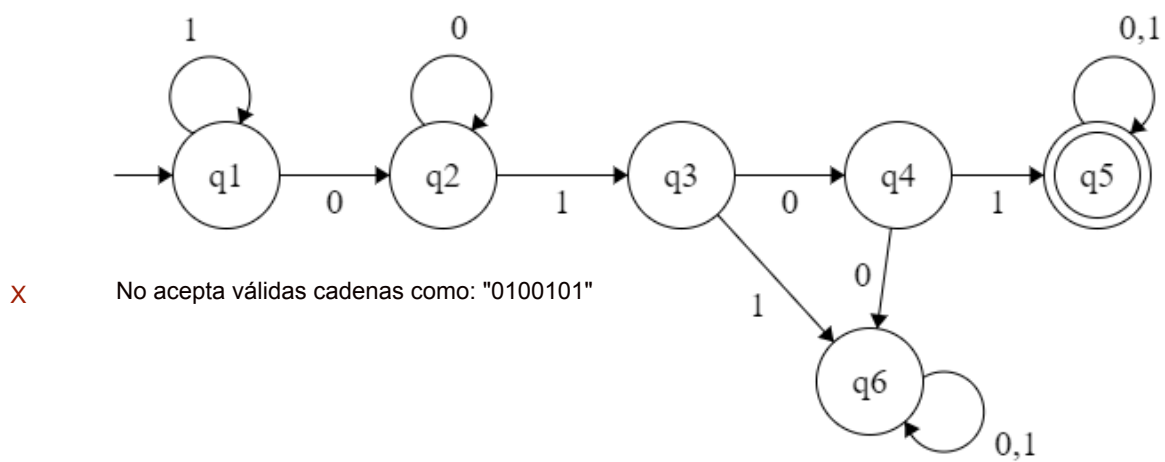 1
0
0,1
q1
q2
q3
q4
q5
0
1
0
1
X
No acepta válidas cadenas como: "0100101"
0
1
q6
0,1